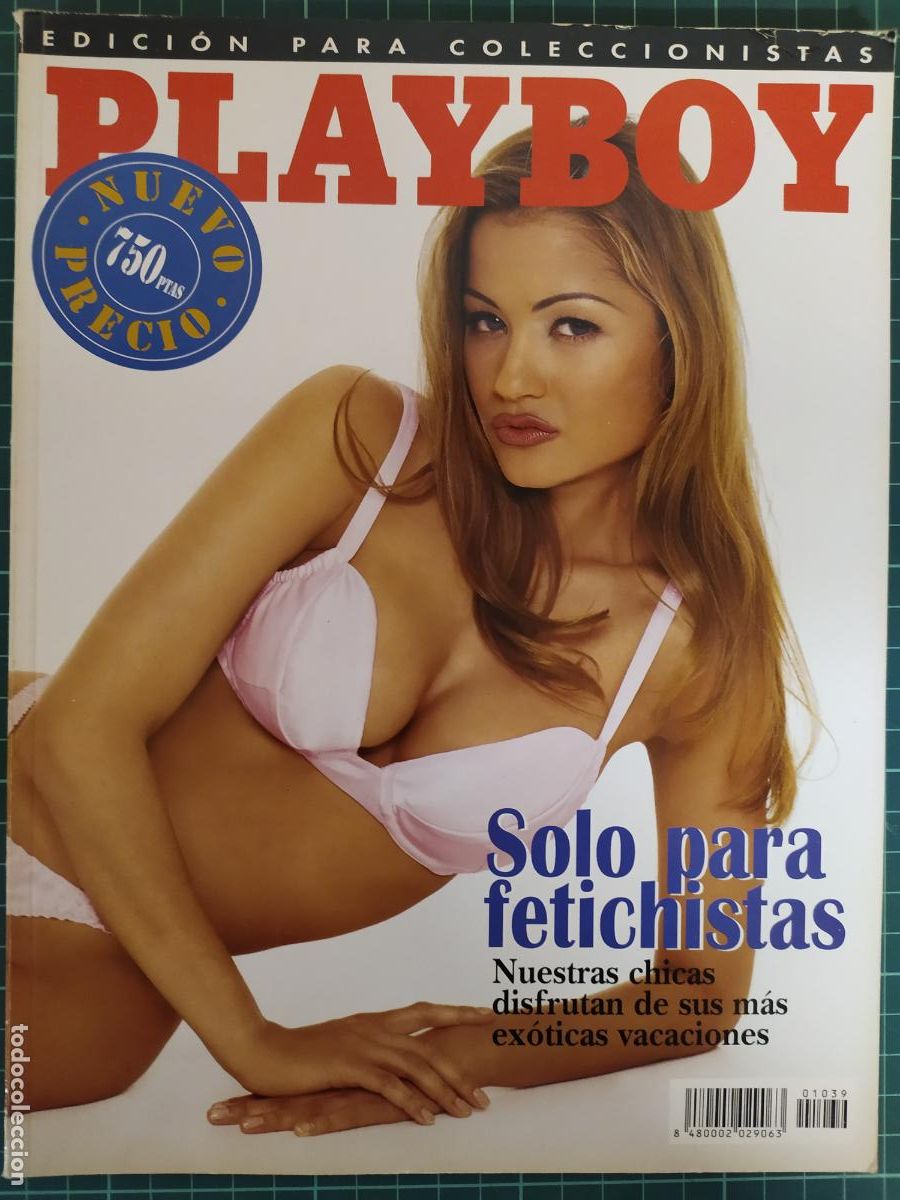 EDICIÓN PARA COLECCIONISTAS
PLAYBOY
NUEVO
750 PTAS
PRECIO
Solo para
fetichistas
Nuestras chicas
disfrutan de sus más
exóticas vacaciones
01039
8 480002 029063
todocoleccion